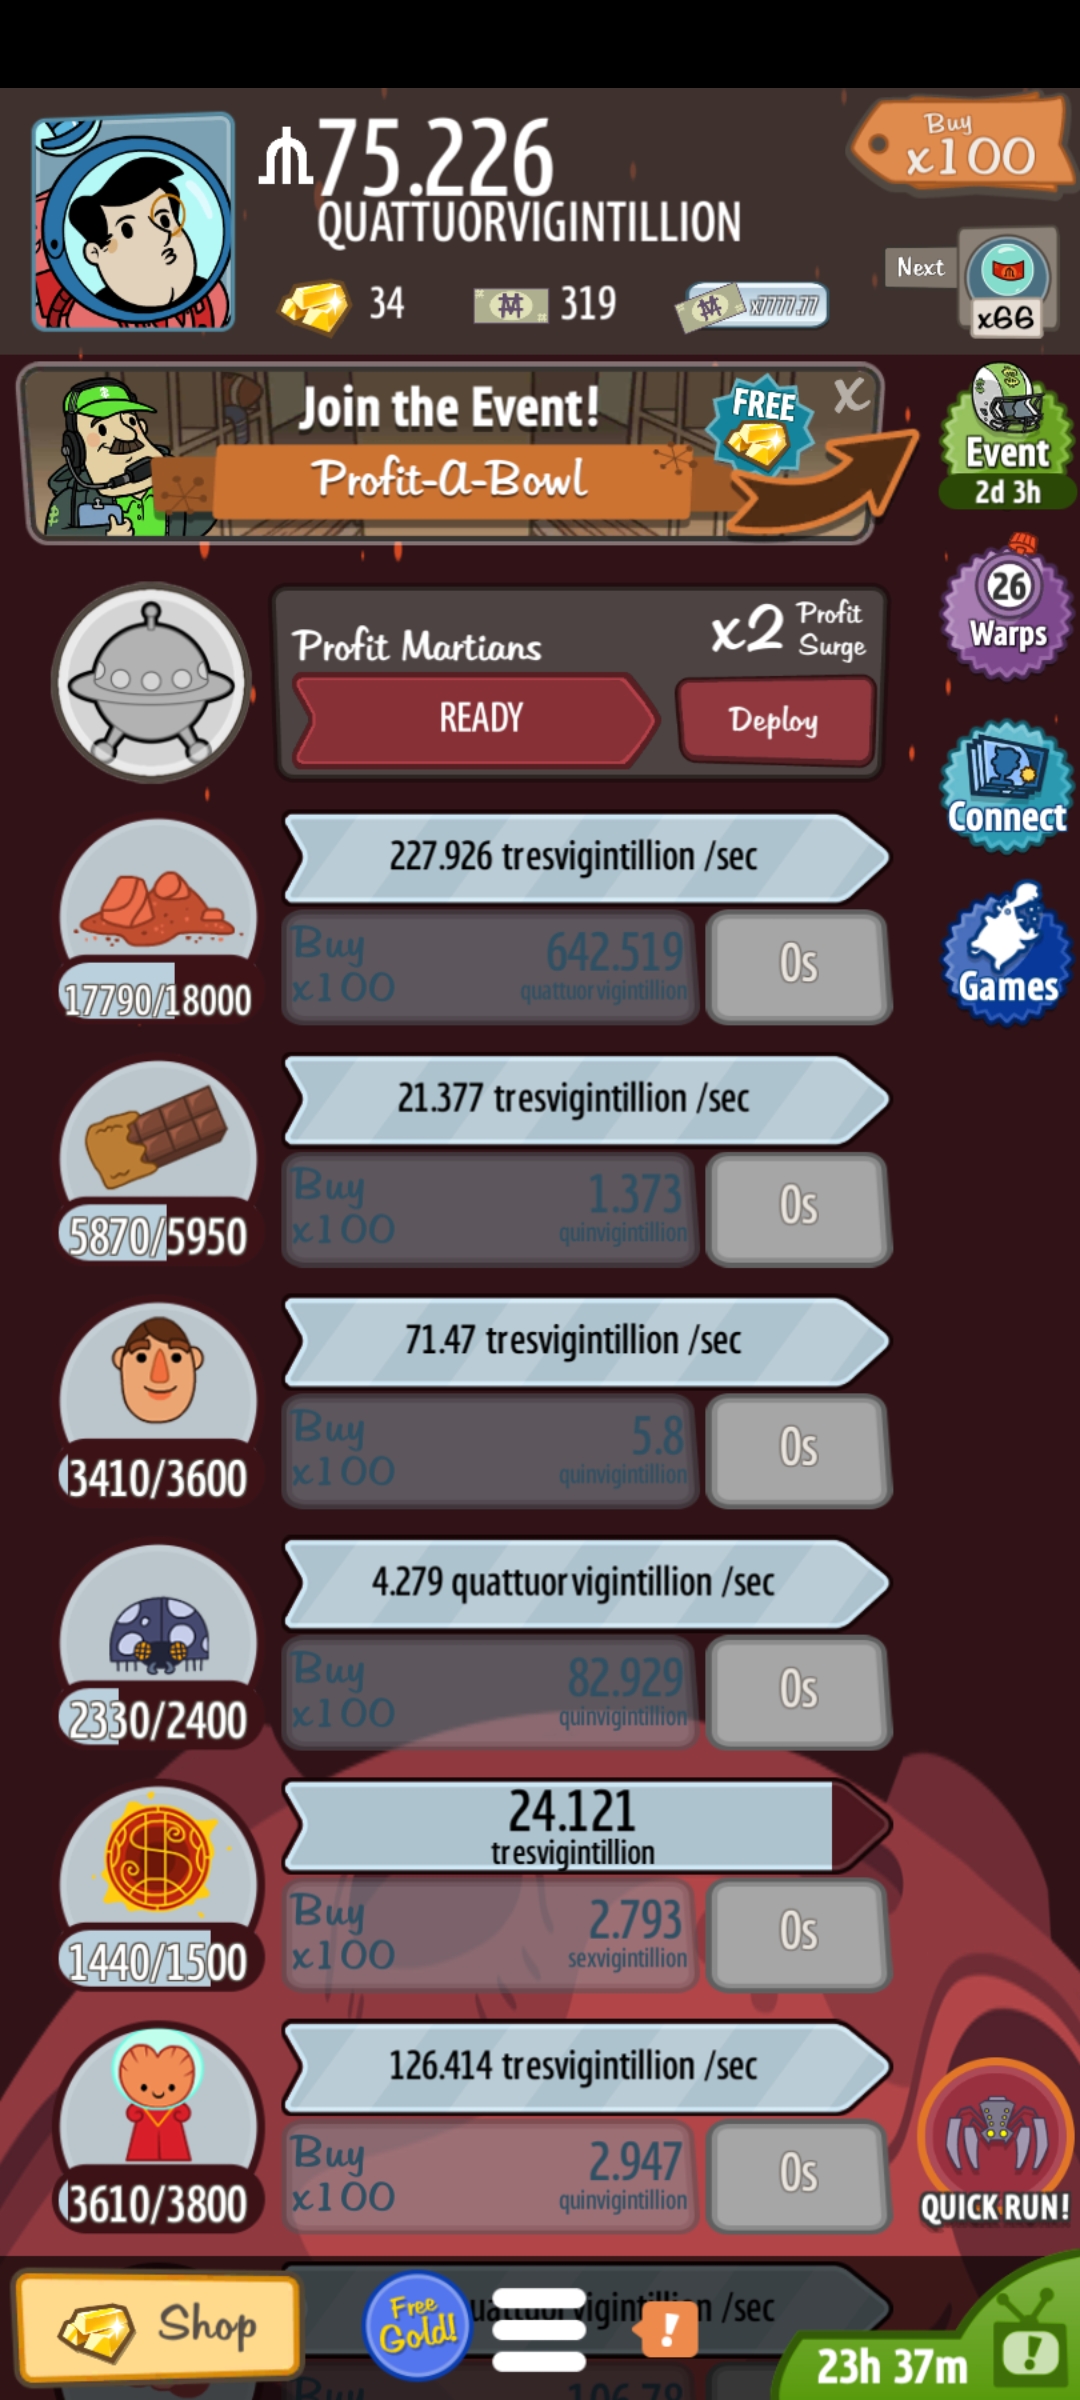 75.226
QUATTUORVIGINTILLION
Buy
x100
34
319
x7777.77
Next
x66
Join the Event!
Profit-A-Bowl
FREE
X
Event
2d 3h
Profit Martians
x2 Profit
Surge
READY
Deploy
26
Warps
Connect
Games
227.926 tresvigintillion /sec
17790/18000
Buy
x100
642.519
quattuorvigintillion
0s
21.377 tresvigintillion /sec
5870/5950
Buy
x100
1.373
quinvigintillion
0s
71.47 tresvigintillion /sec
3410/3600
Buy
x100
5.8
quinvigintillion
0s
4.279 quattuorvigintillion /sec
2330/2400
Buy
x100
82.929
quinvigintillion
0s
24.121
tresvigintillion
1440/1500
Buy
x100
2.793
sexvigintillion
0s
126.414 tresvigintillion /sec
3610/3800
Buy
x100
2.947
quinvigintillion
0s
QUICK RUN!
Shop
Free
Gold!
/sec
!
23h 37m
!
Buy